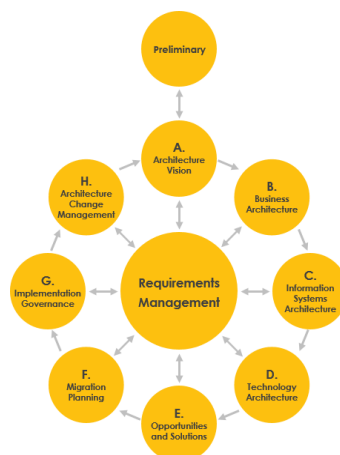 Preliminary
A.
Architecture
Vision
B.
Business
Architecture
C.
Information
Systems
Architecture
D.
Technology
Architecture
E.
Opportunities
and Solutions
F.
Migration
Planning
G.
Implementation
Governance
H.
Architecture
Change
Management
Requirements
Management